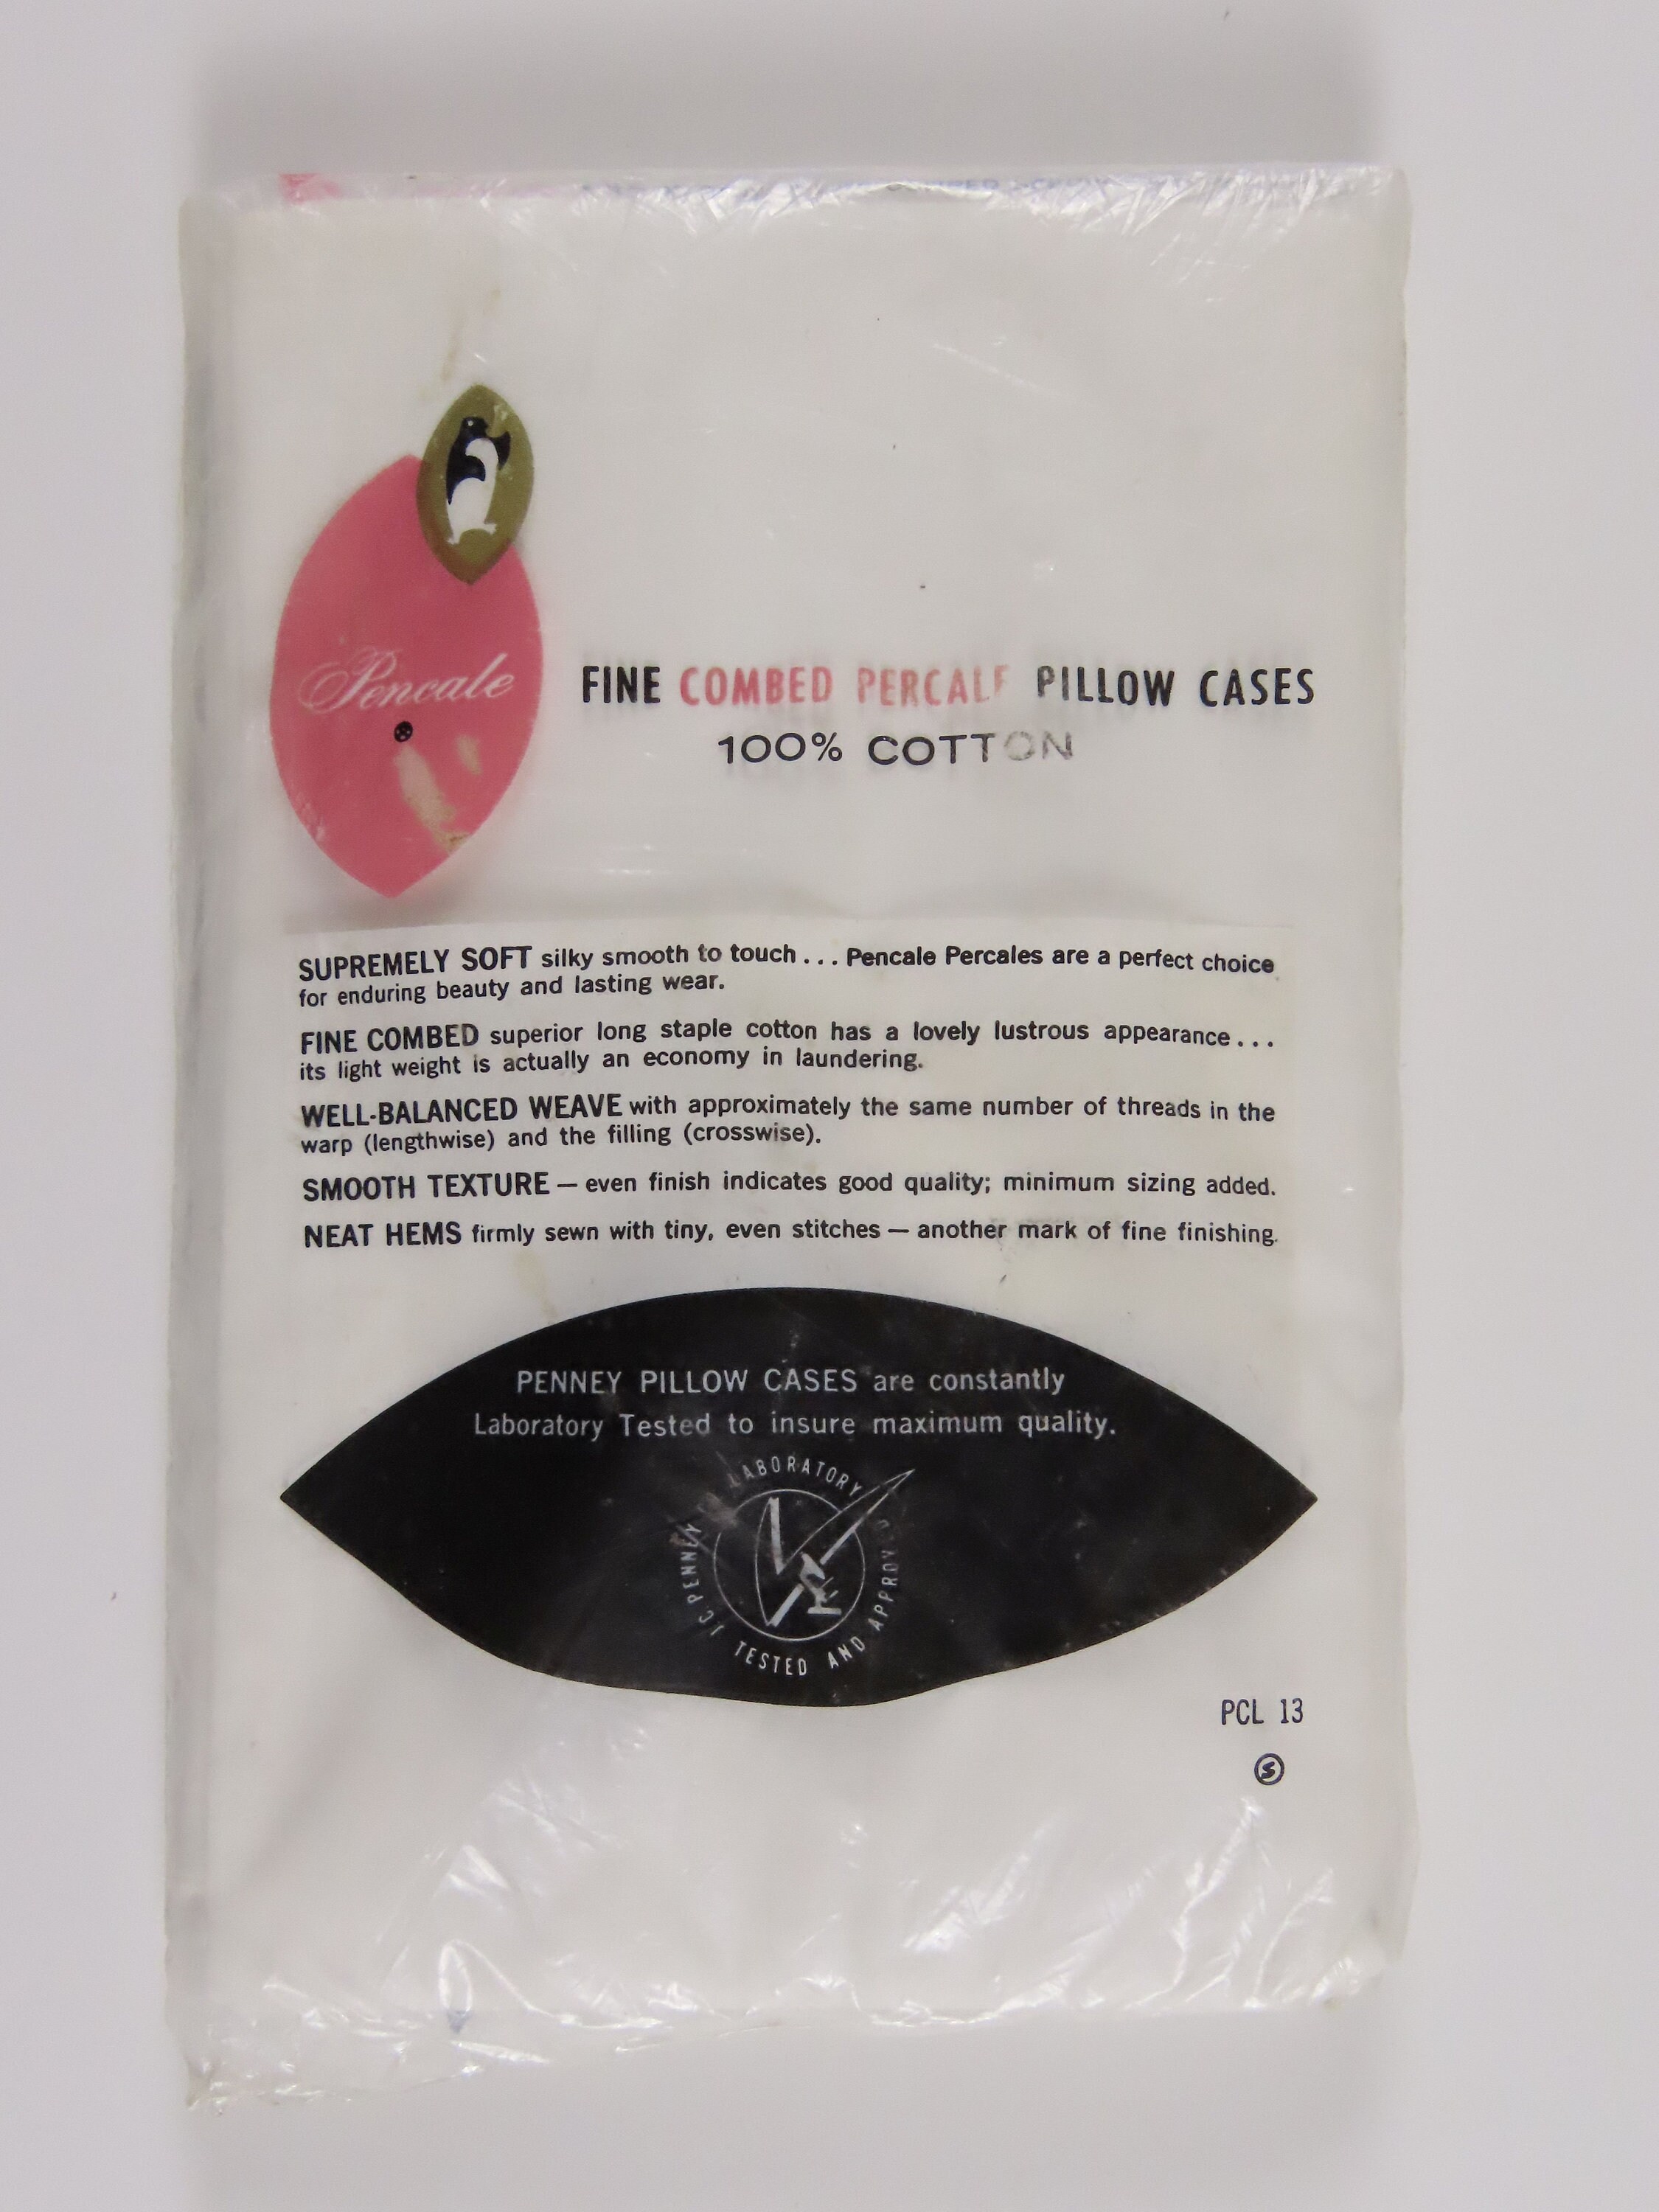 Pencale
FINE COMBED PERCALE PILLOW CASES
100% COTTON
SUPREMELY SOFT silky smooth to touch... Pencale Percales are a perfect choice
for enduring beauty and lasting wear.
FINE COMBED superior long staple cotton has a lovely lustrous appearance...
its light weight is actually an economy in laundering.
WELL-BALANCED WEAVE with approximately the same number of threads in the
warp (lengthwise) and the filling (crosswise).
SMOOTH TEXTURE — even finish indicates good quality; minimum sizing added.
NEAT HEMS firmly sewn with tiny, even stitches — another mark of fine finishing.
PENNEY PILLOW CASES are constantly
Laboratory Tested to insure maximum quality.
J.C. PENNEY LABORATORY
TESTED AND APPROV D
PCL 13
S